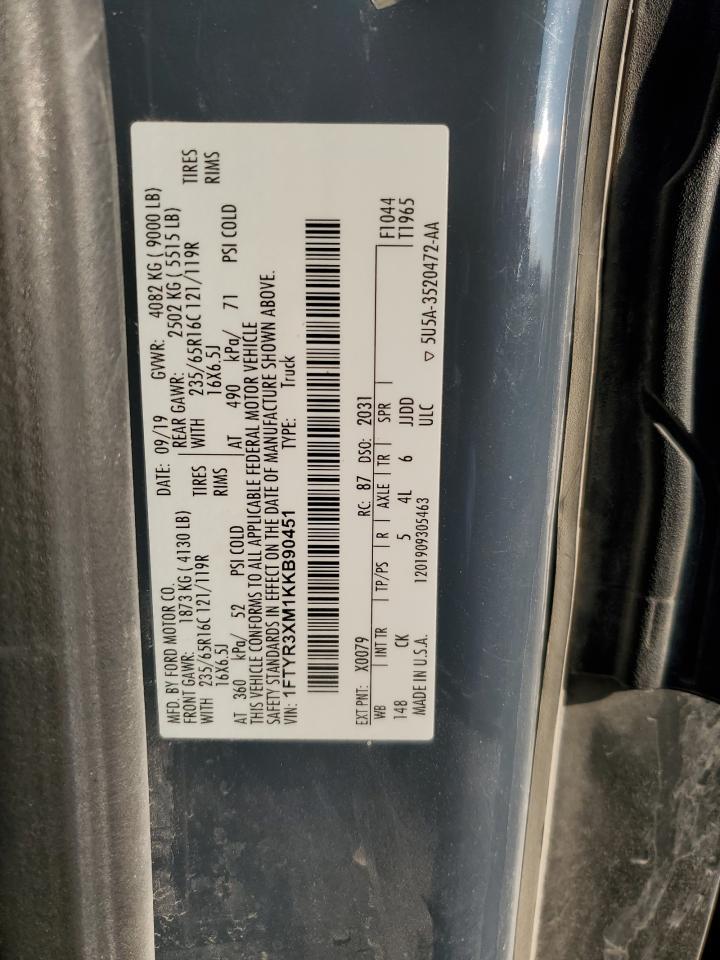 MFD. BY FORD MOTOR CO. DATE: 09/19 GVWR: 4082 KG ( 9000 LB)
FRONT GAWR: 1873 KG ( 4130 LB) REAR GAWR: 2502 KG ( 5515 LB)
WITH 235/65R16C 121/119R TIRES WITH 235/65R16C 121/119R TIRES
16X6.5J RIMS 16X6.5J RIMS
AT 360 kPa/ 52 PSI COLD AT 490 kPa/ 71 PSI COLD
THIS VEHICLE CONFORMS TO ALL APPLICABLE FEDERAL MOTOR VEHICLE
SAFETY STANDARDS IN EFFECT ON THE DATE OF MANUFACTURE SHOWN ABOVE.
VIN: 1FTYR3XM1KKB90451 TYPE: Truck
EXT PNT: X0079 RC: 87 DSO: 2031
WB INT TR TP/PS R AXLE TR SPR F1044
148 CK 5 4L 6 JJDD T1965
MADE IN U.S.A. 1201909305463 ULC ▽ 5U5A-3520472-AA